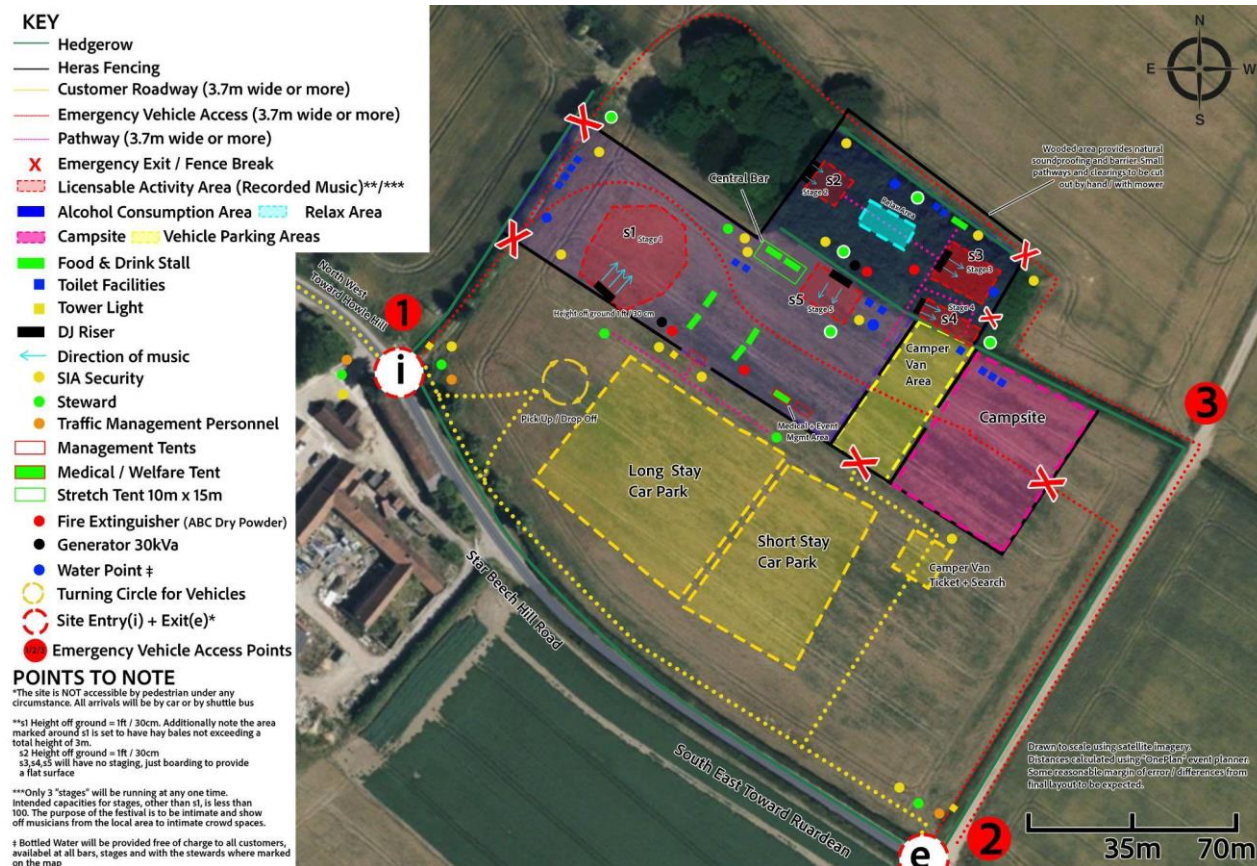 KEY
Hedgerow
Heras Fencing
Customer Roadway (3.7m wide or more)
Emergency Vehicle Access (3.7m wide or more)
Pathway (3.7m wide or more)
X Emergency Exit / Fence Break
Licensable Activity Area (Recorded Music)**/***
Alcohol Consumption Area Relax Area
Campsite Vehicle Parking Areas
Food & Drink Stall
Toilet Facilities
Tower Light
DJ Riser
Direction of music
SIA Security
Steward
Traffic Management Personnel
Management Tents
Medical / Welfare Tent
Stretch Tent 10m x 15m
Fire Extinguisher (ABC Dry Powder)
Generator 30kVa
Water Point ‡
Turning Circle for Vehicles
Site Entry(i) + Exit(e)*
1/2/3 Emergency Vehicle Access Points
POINTS TO NOTE
*The site is NOT accessible by pedestrian under any
circumstance. All arrivals will be by car or by shuttle bus
**s1 Height off ground = 1ft / 30cm. Additionally note the area
marked around s1 is set to have hay bales not exceeding a
total height of 3m.
s2 Height off ground = 1ft / 30cm
s3,s4,s5 will have no staging, just boarding to provide
a flat surface
***Only 3 "stages" will be running at any one time.
Intended capacities for stages, other than s1, is less than
100. The purpose of the festival is to be intimate and show
off musicians from the local area to intimate crowd spaces.
‡ Bottled Water will be provided free of charge to all customers,
availabel at all bars, stages and with the stewards where marked
on the map
N
E W
S
Wooded area provides natural
soundproofing and barrier. Small
pathways and clearings to be cut
out by hand / with mower
Central Bar
s2
Stage 2
Relax Area
s3
Stage 3
s1
Stage 1
Stage 4
s4
s5
Stage 5
Height off ground 1 ft / 30 cm
North West
Toward Howle Hill
1
i
Pick Up / Drop Off
Camper
Van
Area
Campsite
3
Medical + Event
Mgmt Area
Long Stay
Car Park
Short Stay
Car Park
Camper Van
Ticket + Search
Star Beech Hill Road
South East Toward Ruardean
Drawn to scale using satellite imagery.
Distances calculated using "OnePlan" event planner.
Some reasonable margin of error / differences from
final layout to be expected.
2
e
35m 70m